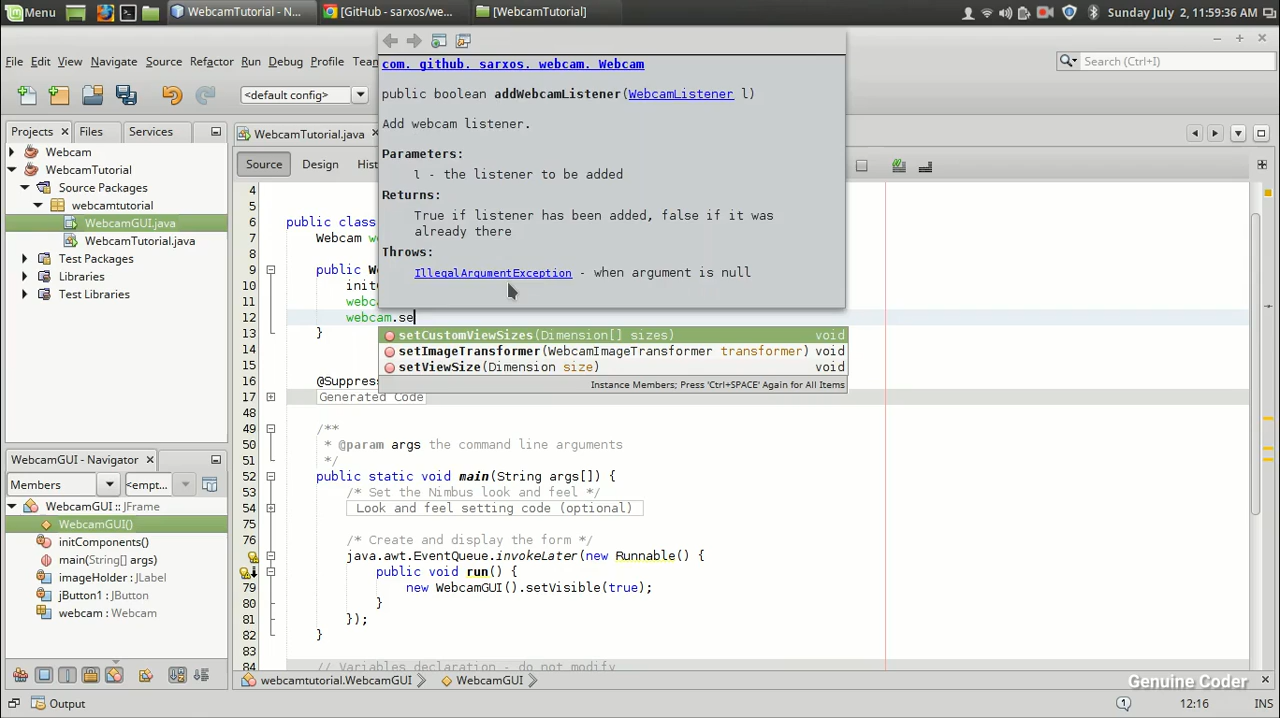 Menu
WebcamTutorial - N...
[GitHub - sarxos/we...
[WebcamTutorial]
Sunday July 2, 11:59:36 AM
com. github. sarxos. webcam. Webcam
File Edit View Navigate Source Refactor Run Debug Profile Tea
Search (Ctrl+I)
public boolean addWebcamListener(WebcamListener l)
<default config>
Add webcam listener.
Projects Files Services
WebcamTutorial.java
Parameters:
Source Design His
l - the listener to be added
Webcam
WebcamTutorial
Source Packages
webcamtutorial
WebcamGUI.java
WebcamTutorial.java
Test Packages
Libraries
Test Libraries
Returns:
True if listener has been added, false if it was
already there
Throws:
IllegalArgumentException - when argument is null
4
5
6 public class
7 Webcam w
8
9 public W
10 initC
11 webc
12 webcam.se
13 }
14
15
setCustomViewSizes(Dimension[] sizes) void
setImageTransformer(WebcamImageTransformer transformer) void
setViewSize(Dimension size) void
Instance Members; Press 'Ctrl+SPACE' Again for All Items
16 @Suppres
17 Generated Code
48
49 /**
50 * @param args the command line arguments
51 */
52 public static void main(String args[]) {
53 /* Set the Nimbus look and feel */
54 Look and feel setting code (optional)
75
76 /* Create and display the form */
java.awt.EventQueue.invokeLater(new Runnable() {
public void run() {
79 new WebcamGUI().setVisible(true);
80 }
81 });
82 }
84 // Variables declaration - do not modify
WebcamGUI - Navigator
Members <empt...
WebcamGUI :: JFrame
WebcamGUI()
initComponents()
main(String[] args)
imageHolder : JLabel
jButton1 : JButton
webcam : Webcam
webcamtutorial.WebcamGUI WebcamGUI
Genuine Coder
Output
1
12:16 INS